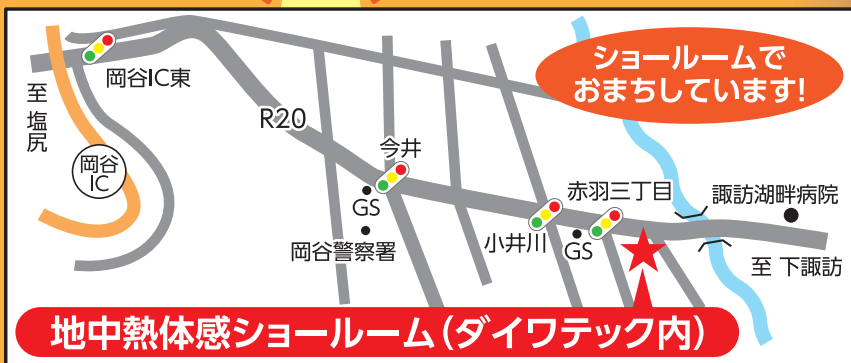 ショールームで
おまちしています!
岡谷IC東
至 塩尻
岡谷
IC
R20
今井
GS
岡谷警察署
小井川
GS
赤羽三丁目
諏訪湖畔病院
至 下諏訪
地中熱体感ショールーム(ダイワテック内)